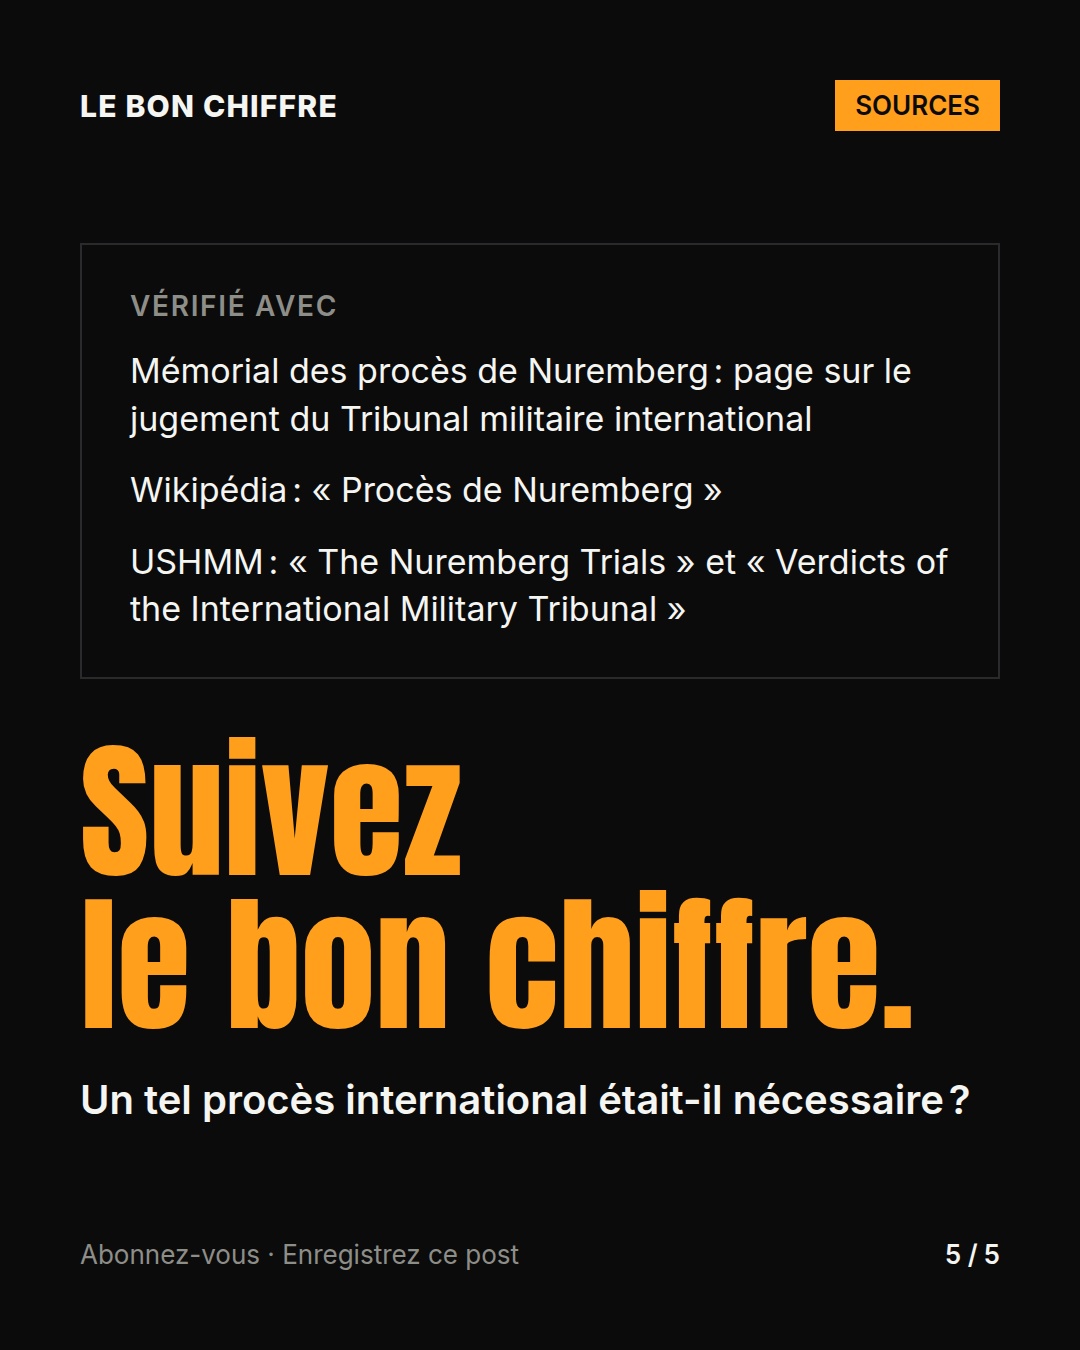 LE BON CHIFFRE
SOURCES
VÉRIFIÉ AVEC
Mémorial des procès de Nuremberg : page sur le
jugement du Tribunal militaire international
Wikipédia : « Procès de Nuremberg »
USHMM : « The Nuremberg Trials » et « Verdicts of
the International Military Tribunal »
Suivez
le bon chiffre.
Un tel procès international était-il nécessaire ?
Abonnez-vous · Enregistrez ce post
5 / 5